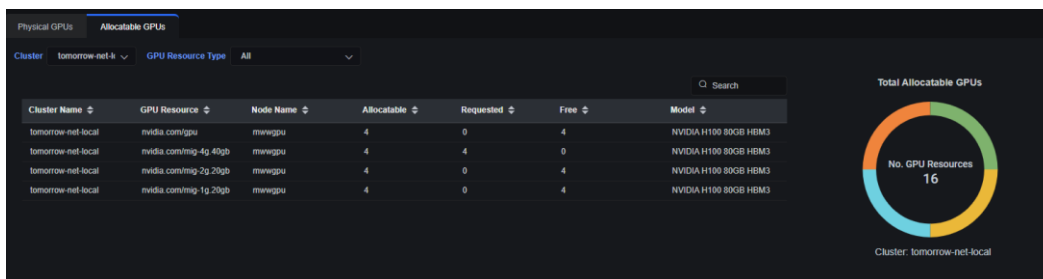 Physical GPUs Allocatable GPUs
Cluster tomorrow-net-l GPU Resource Type All
Search
Cluster Name GPU Resource Node Name Allocatable Requested Free Model
tomorrow-net-local nvidia.com/gpu mwwgpu 4 0 4 NVIDIA H100 80GB HBM3
tomorrow-net-local nvidia.com/mig-4g.40gb mwwgpu 4 4 0 NVIDIA H100 80GB HBM3
tomorrow-net-local nvidia.com/mig-2g.20gb mwwgpu 4 0 4 NVIDIA H100 80GB HBM3
tomorrow-net-local nvidia.com/mig-1g.20gb mwwgpu 4 0 4 NVIDIA H100 80GB HBM3
Total Allocatable GPUs
No. GPU Resources
16
Cluster: tomorrow-net-local